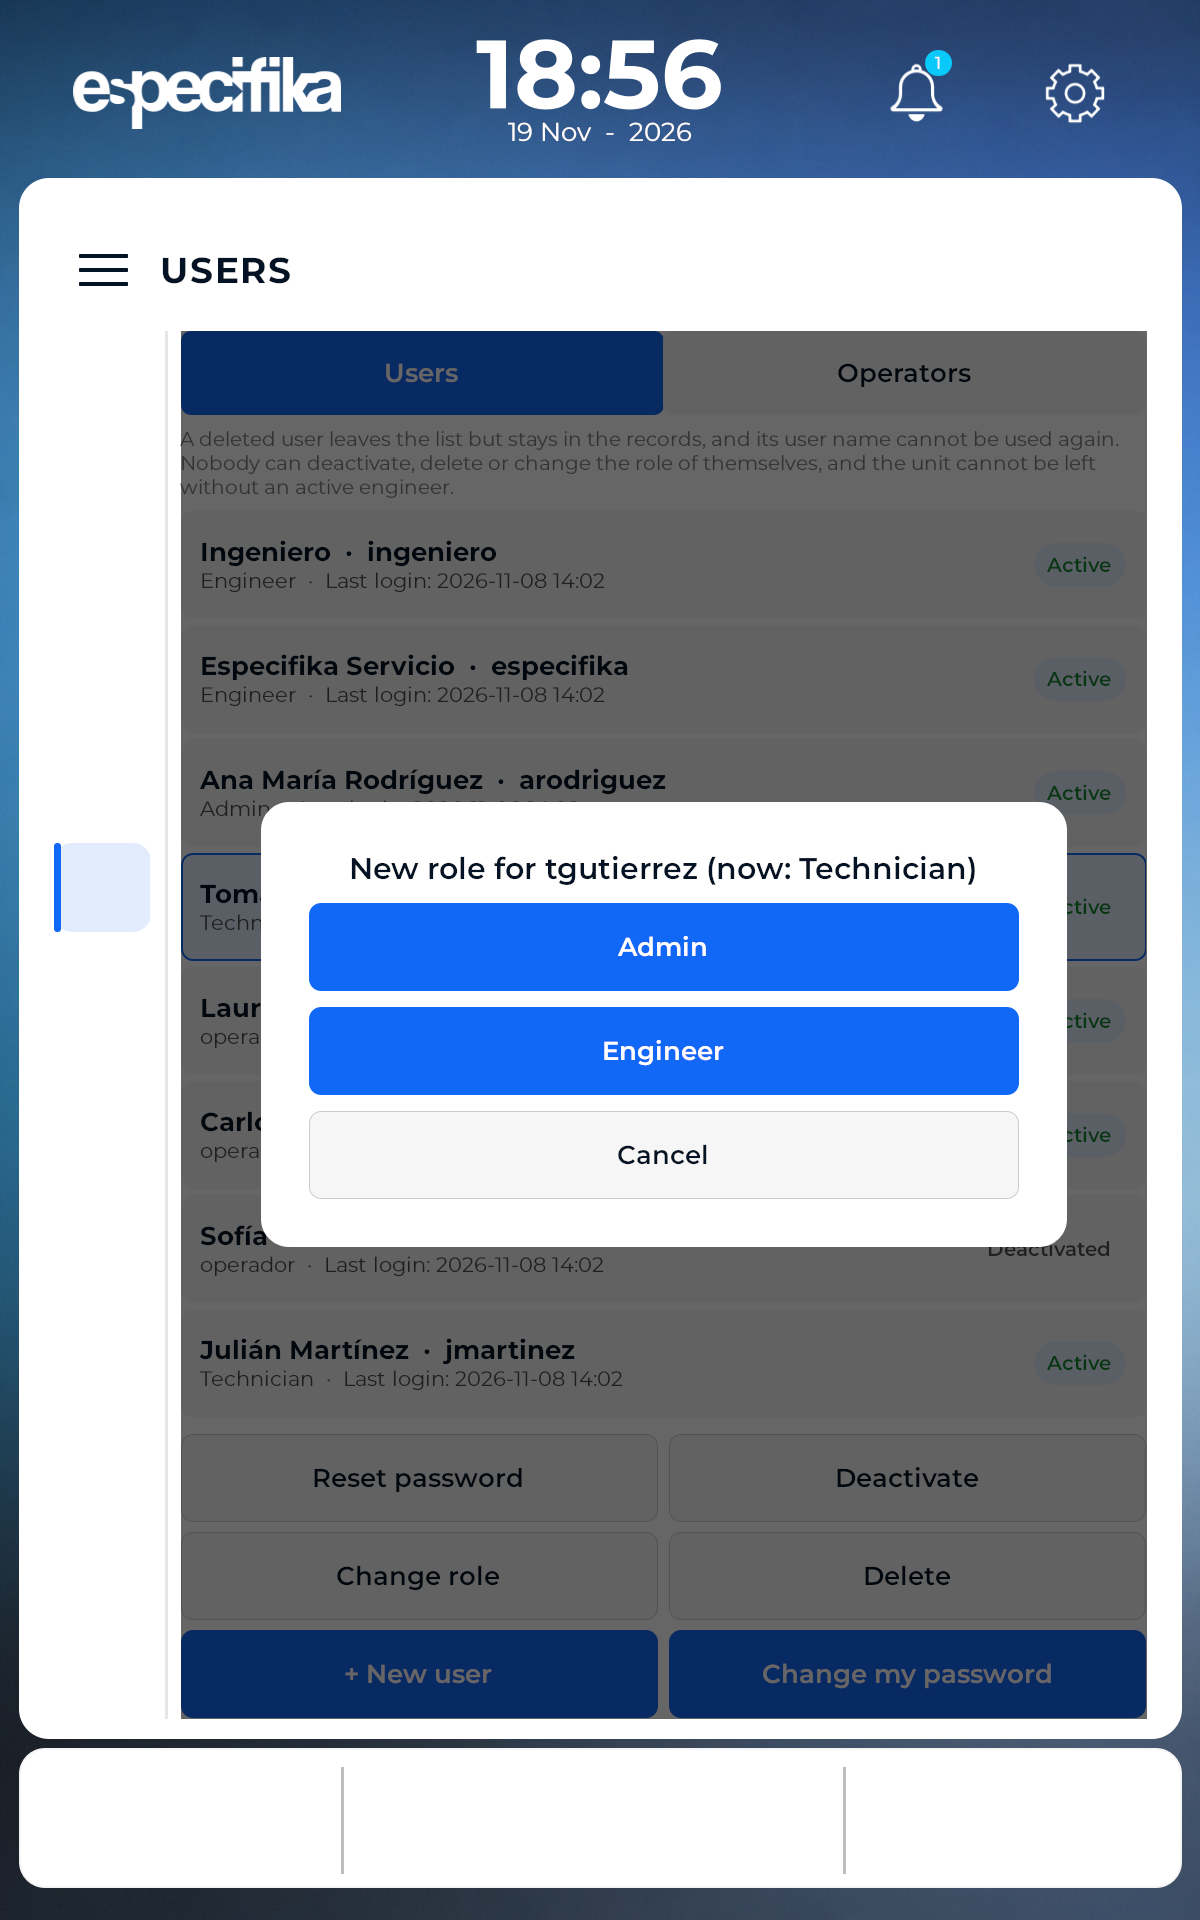 especifika
18:56
19 Nov - 2026
1
USERS
Users
Operators
A deleted user leaves the list but stays in the records, and its user name cannot be used again.
Nobody can deactivate, delete or change the role of themselves, and the unit cannot be left
without an active engineer.
Ingeniero · ingeniero
Engineer · Last login: 2026-11-08 14:02
Active
Especifika Servicio · especifika
Engineer · Last login: 2026-11-08 14:02
Active
Ana María Rodríguez · arodriguez
Admin
Active
New role for tgutierrez (now: Technician)
Admin
Engineer
Cancel
Sofía
operador · Last login: 2026-11-08 14:02
Deactivated
Julián Martínez · jmartinez
Technician · Last login: 2026-11-08 14:02
Active
Reset password
Deactivate
Change role
Delete
+ New user
Change my password